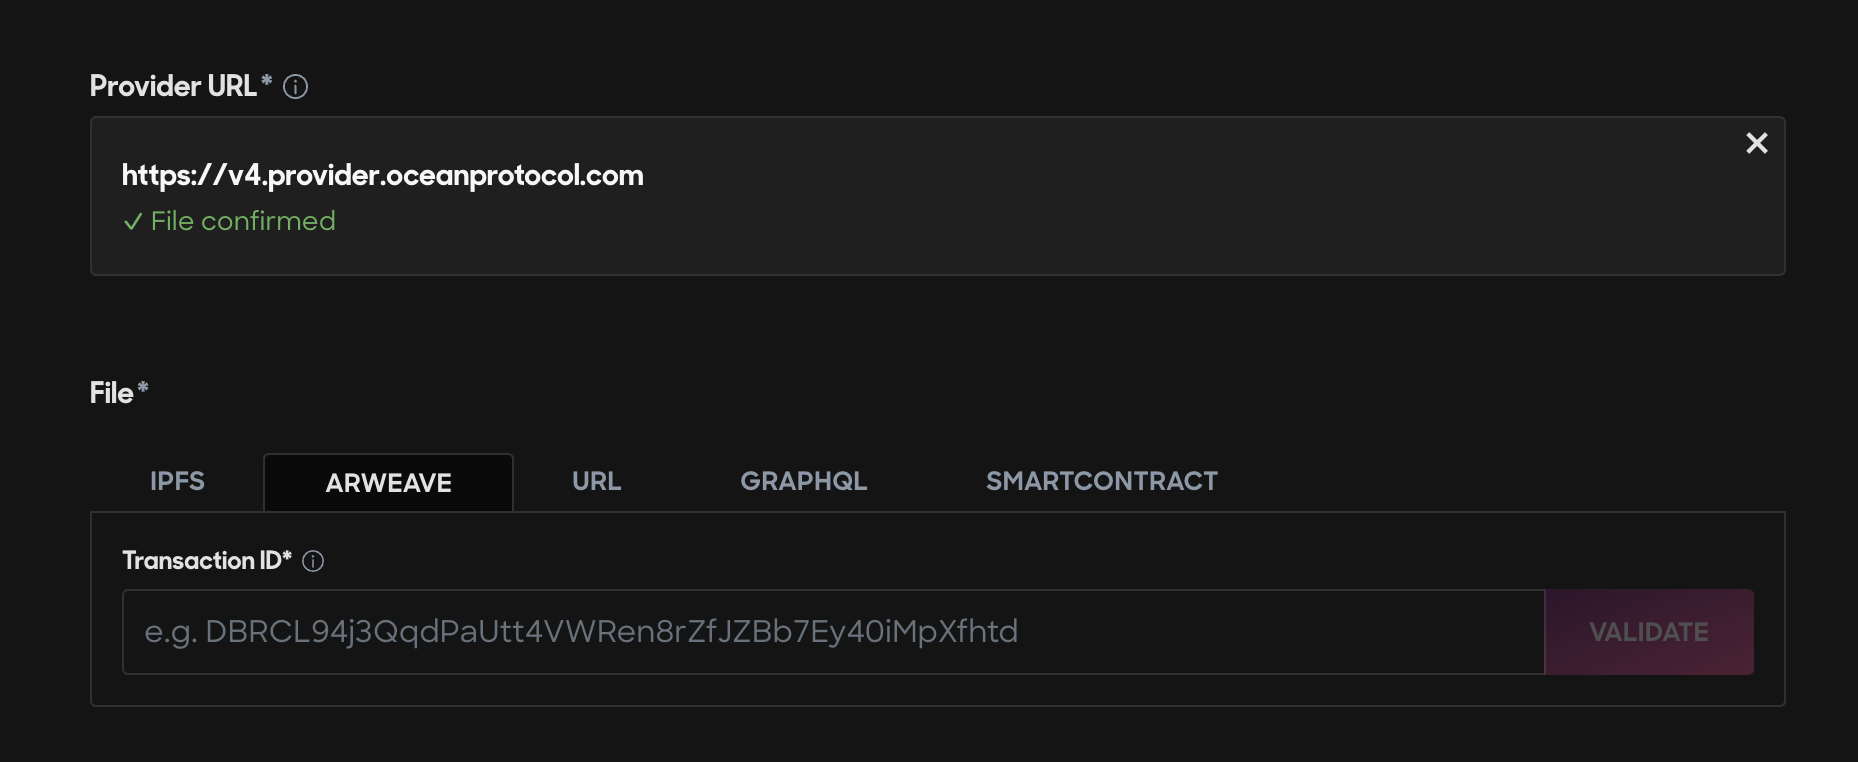 Provider URL*
https://v4.provider.oceanprotocol.com
✓ File confirmed
File*
IPFS ARWEAVE URL GRAPHQL SMARTCONTRACT
Transaction ID*
e.g. DBRCL94j3QqdPaUtt4VWRen8rZfJZBb7Ey40iMpXfhtd
VALIDATE